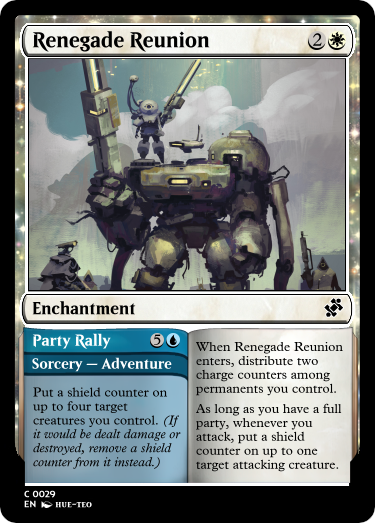 Renegade Reunion 2
Enchantment
Party Rally 5
Sorcery — Adventure
Put a shield counter on
up to four target
creatures you control. (If
it would be dealt damage or
destroyed, remove a shield
counter from it instead.)
When Renegade Reunion
enters, distribute two
charge counters among
permanents you control.
As long as you have a full
party, whenever you
attack, put a shield
counter on up to one
target attacking creature.
C 0029
EN HUE-TEO